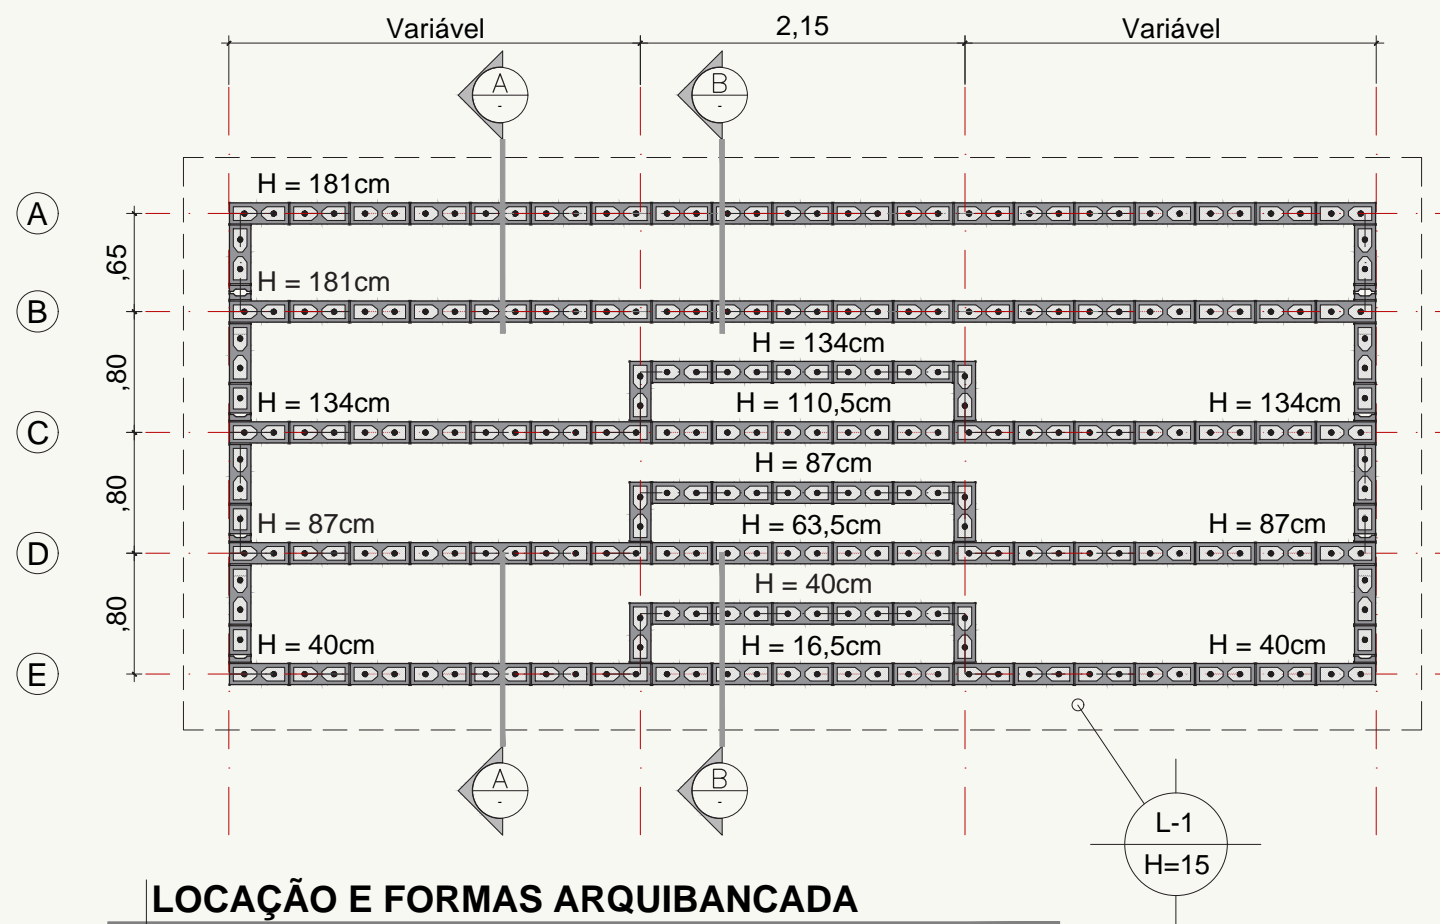 Variável 2,15 Variável
A B
- -
H = 181cm
A
,65
H = 181cm
B
H = 134cm
,80
H = 134cm H = 110,5cm H = 134cm
C
H = 87cm
,80
H = 87cm H = 63,5cm H = 87cm
D
H = 40cm
,80
H = 40cm H = 16,5cm H = 40cm
E
A B
- -
L-1
H=15
LOCAÇÃO E FORMAS ARQUIBANCADA